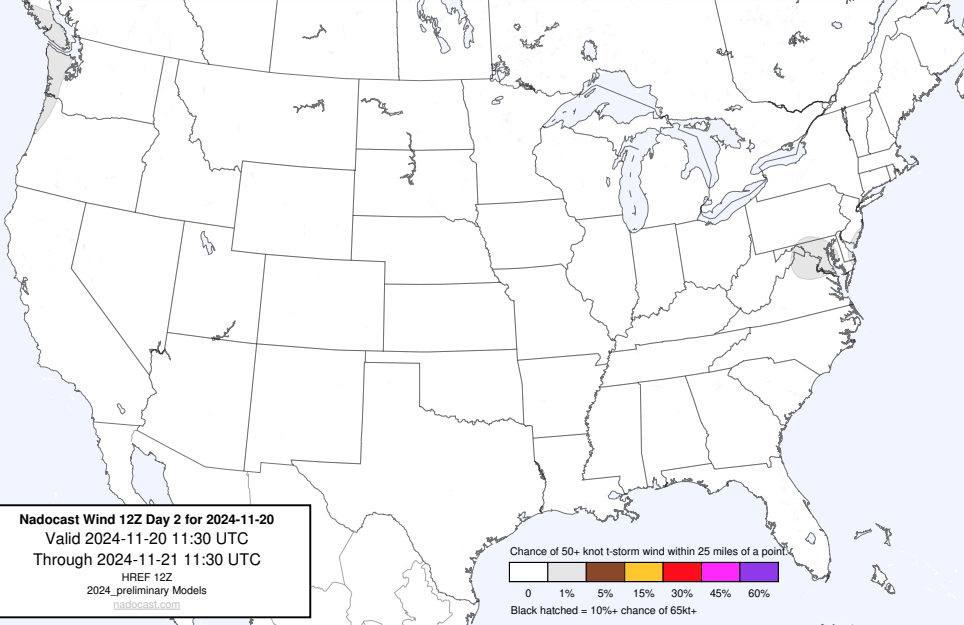 Nadocast Wind 12Z Day 2 for 2024-11-20
Valid 2024-11-20 11:30 UTC
Through 2024-11-21 11:30 UTC
HREF 12Z
2024_preliminary Models
nadocast.com
Chance of 50+ knot t-storm wind within 25 miles of a point.
0 1% 5% 15% 30% 45% 60%
Black hatched = 10%+ chance of 65kt+